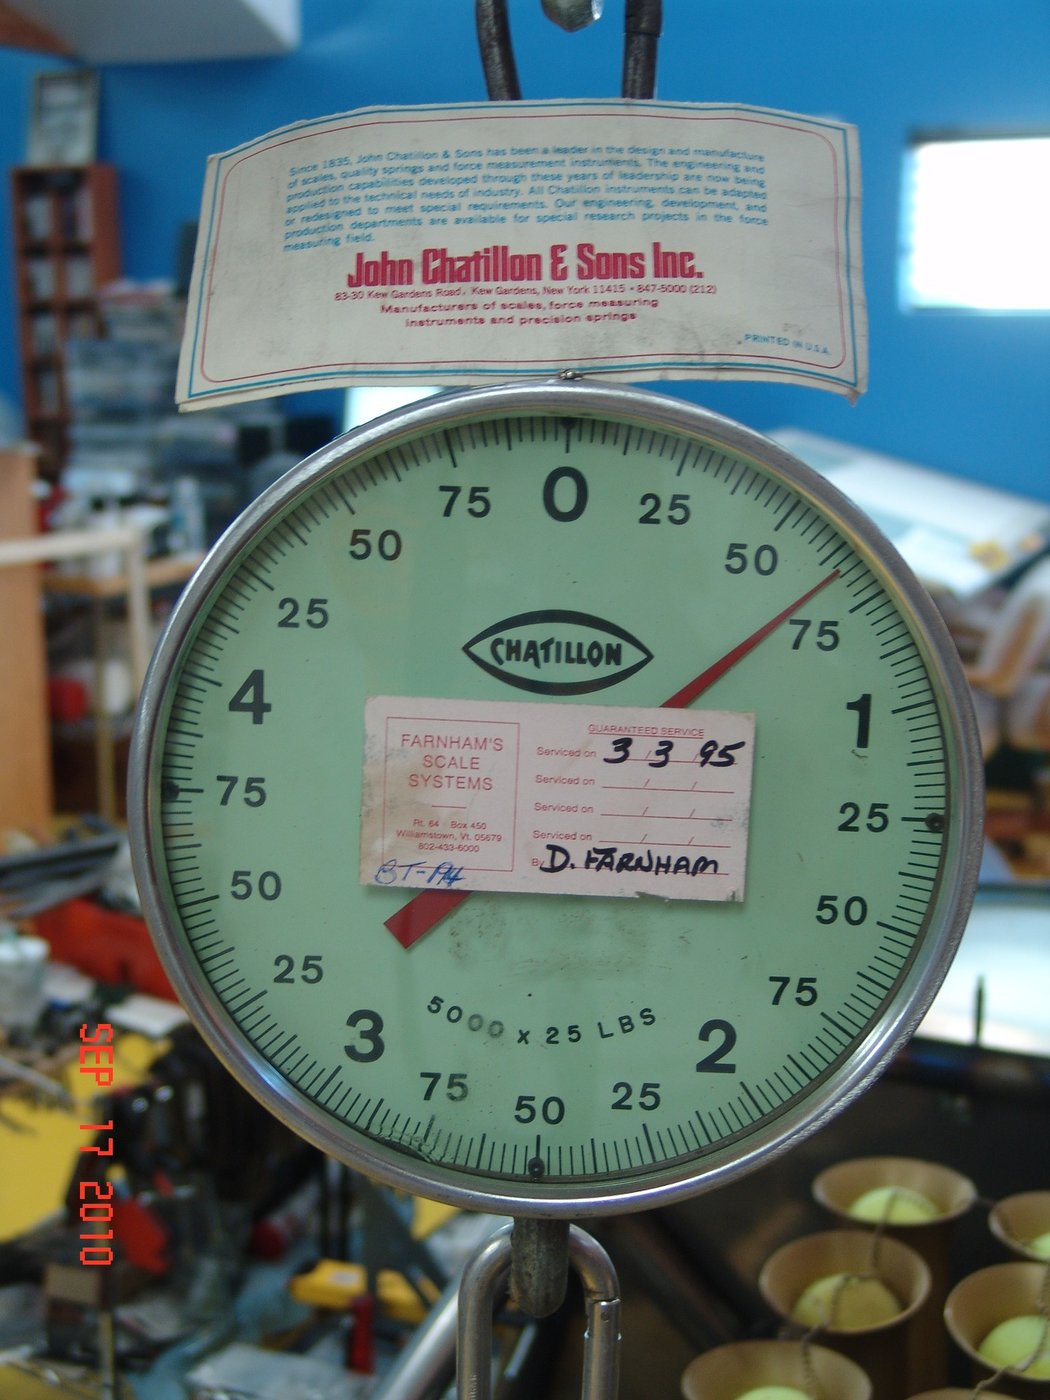 Since 1835, John Chatillon & Sons has been a leader in the design and manufacture
of scales, quality springs and force measurement instruments. The engineering and
production capabilities developed through these years of leadership are now being
applied to the technical needs of industry. All Chatillon instruments can be adapted
or redesigned to meet special requirements. Our engineering, development, and
production departments are available for special research projects in the force
measuring field.
John Chatillon & Sons Inc.
83-30 Kew Gardens Road, Kew Gardens, New York 11415 • 847-5000 (212)
Manufacturers of scales, force measuring
instruments and precision springs
PRINTED IN U.S.A.
0
25
50
75
1
25
50
75
2
25
50
75
3
25
50
75
4
25
50
75
CHATILLON
FARNHAM'S
SCALE
SYSTEMS
Rt. 64 Box 450
Williamstown, Vt. 05679
802-433-6000
BT-PH
GUARANTEED SERVICE
Serviced on 3 / 3 / 95
Serviced on / /
Serviced on / /
Serviced on / /
By D. FARNHAM
5000 x 25 LBS
SEP 17 2010